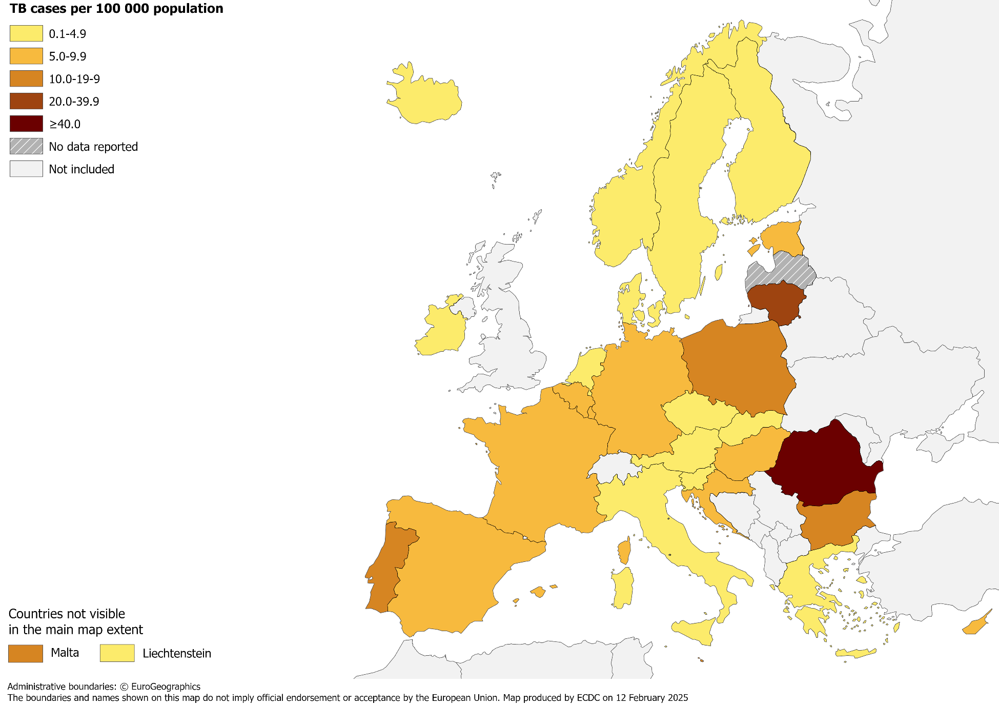 TB cases per 100 000 population
0.1-4.9
5.0-9.9
10.0-19-9
20.0-39.9
≥40.0
No data reported
Not included
Countries not visible
in the main map extent
Malta
Liechtenstein
Administrative boundaries: © EuroGeographics
The boundaries and names shown on this map do not imply official endorsement or acceptance by the European Union. Map produced by ECDC on 12 February 2025